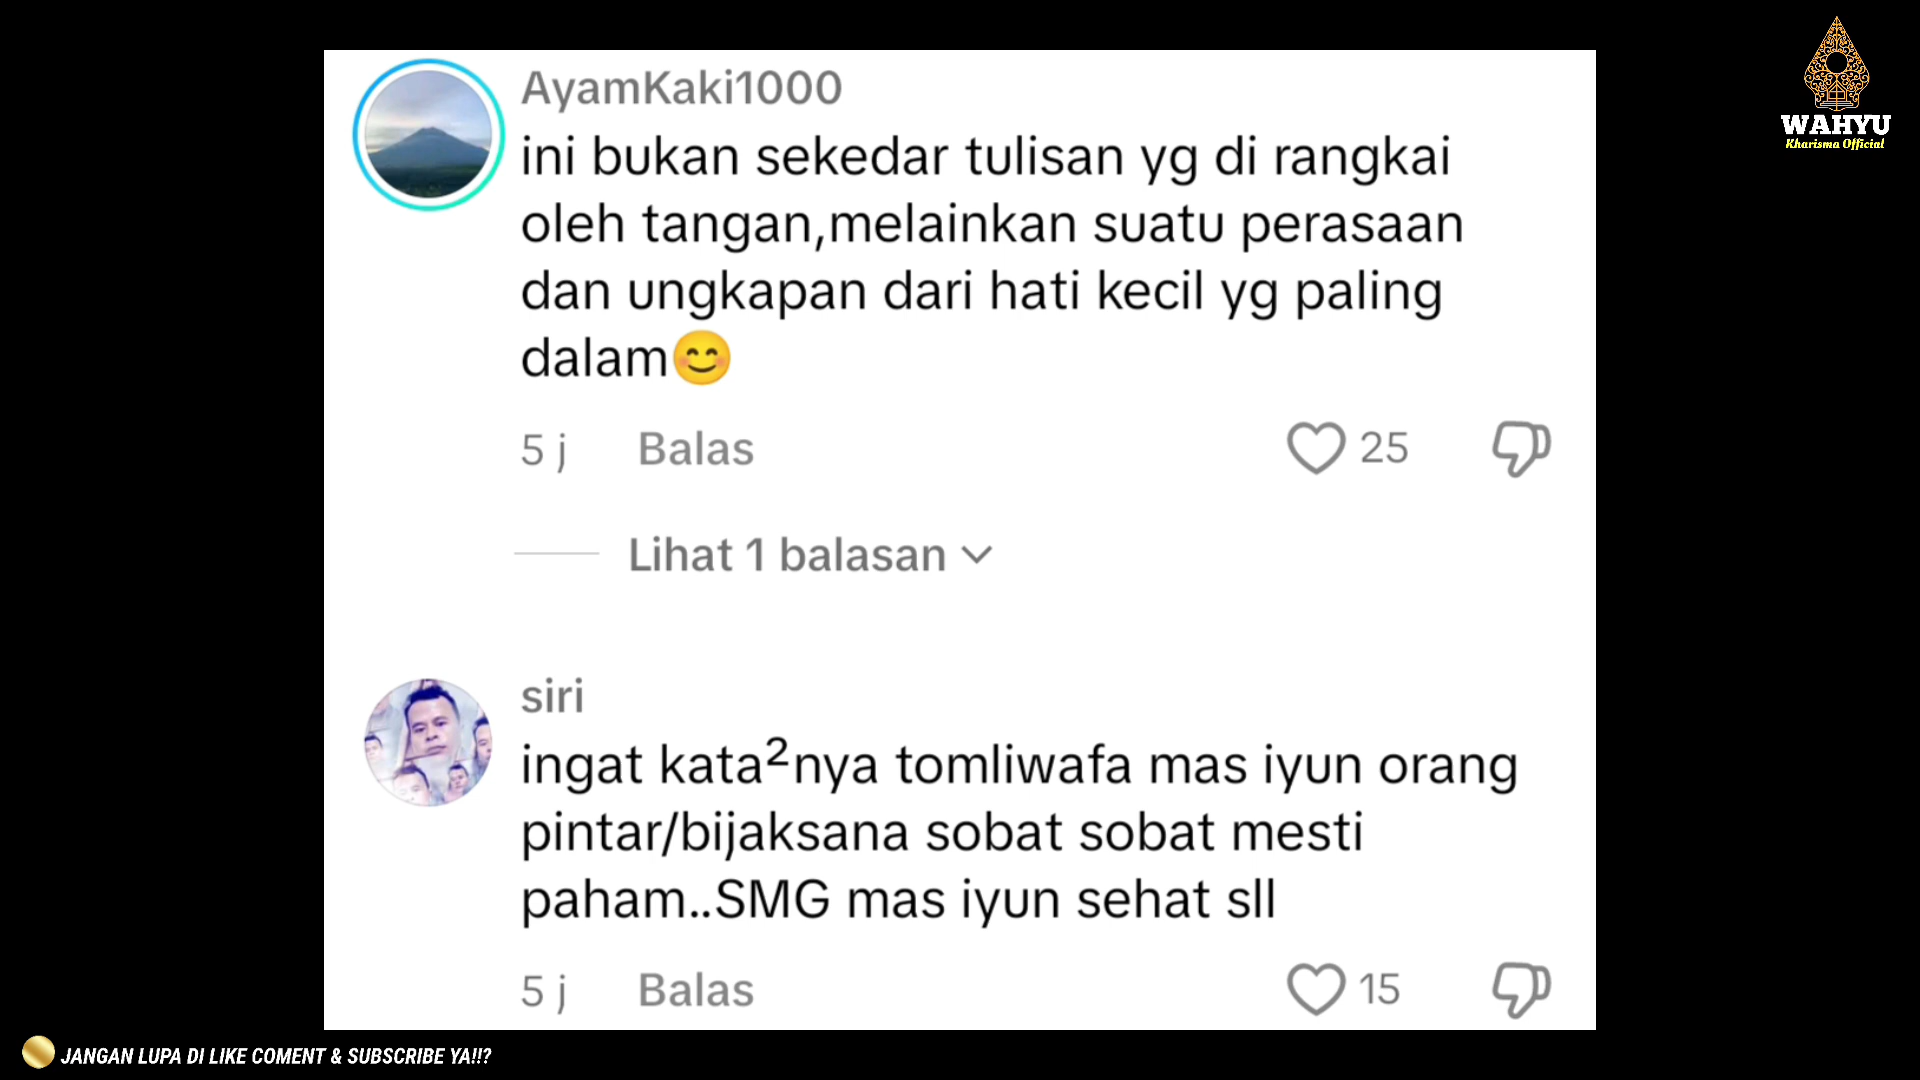 WAHYU
Kharisma Official
AyamKaki1000
ini bukan sekedar tulisan yg di rangkai
oleh tangan,melainkan suatu perasaan
dan ungkapan dari hati kecil yg paling
dalam😊
5 j Balas 25
Lihat 1 balasan
siri
ingat kata²nya tomliwafa mas iyun orang
pintar/bijaksana sobat sobat mesti
paham..SMG mas iyun sehat sll
5 j Balas 15
JANGAN LUPA DI LIKE COMENT & SUBSCRIBE YA!!?